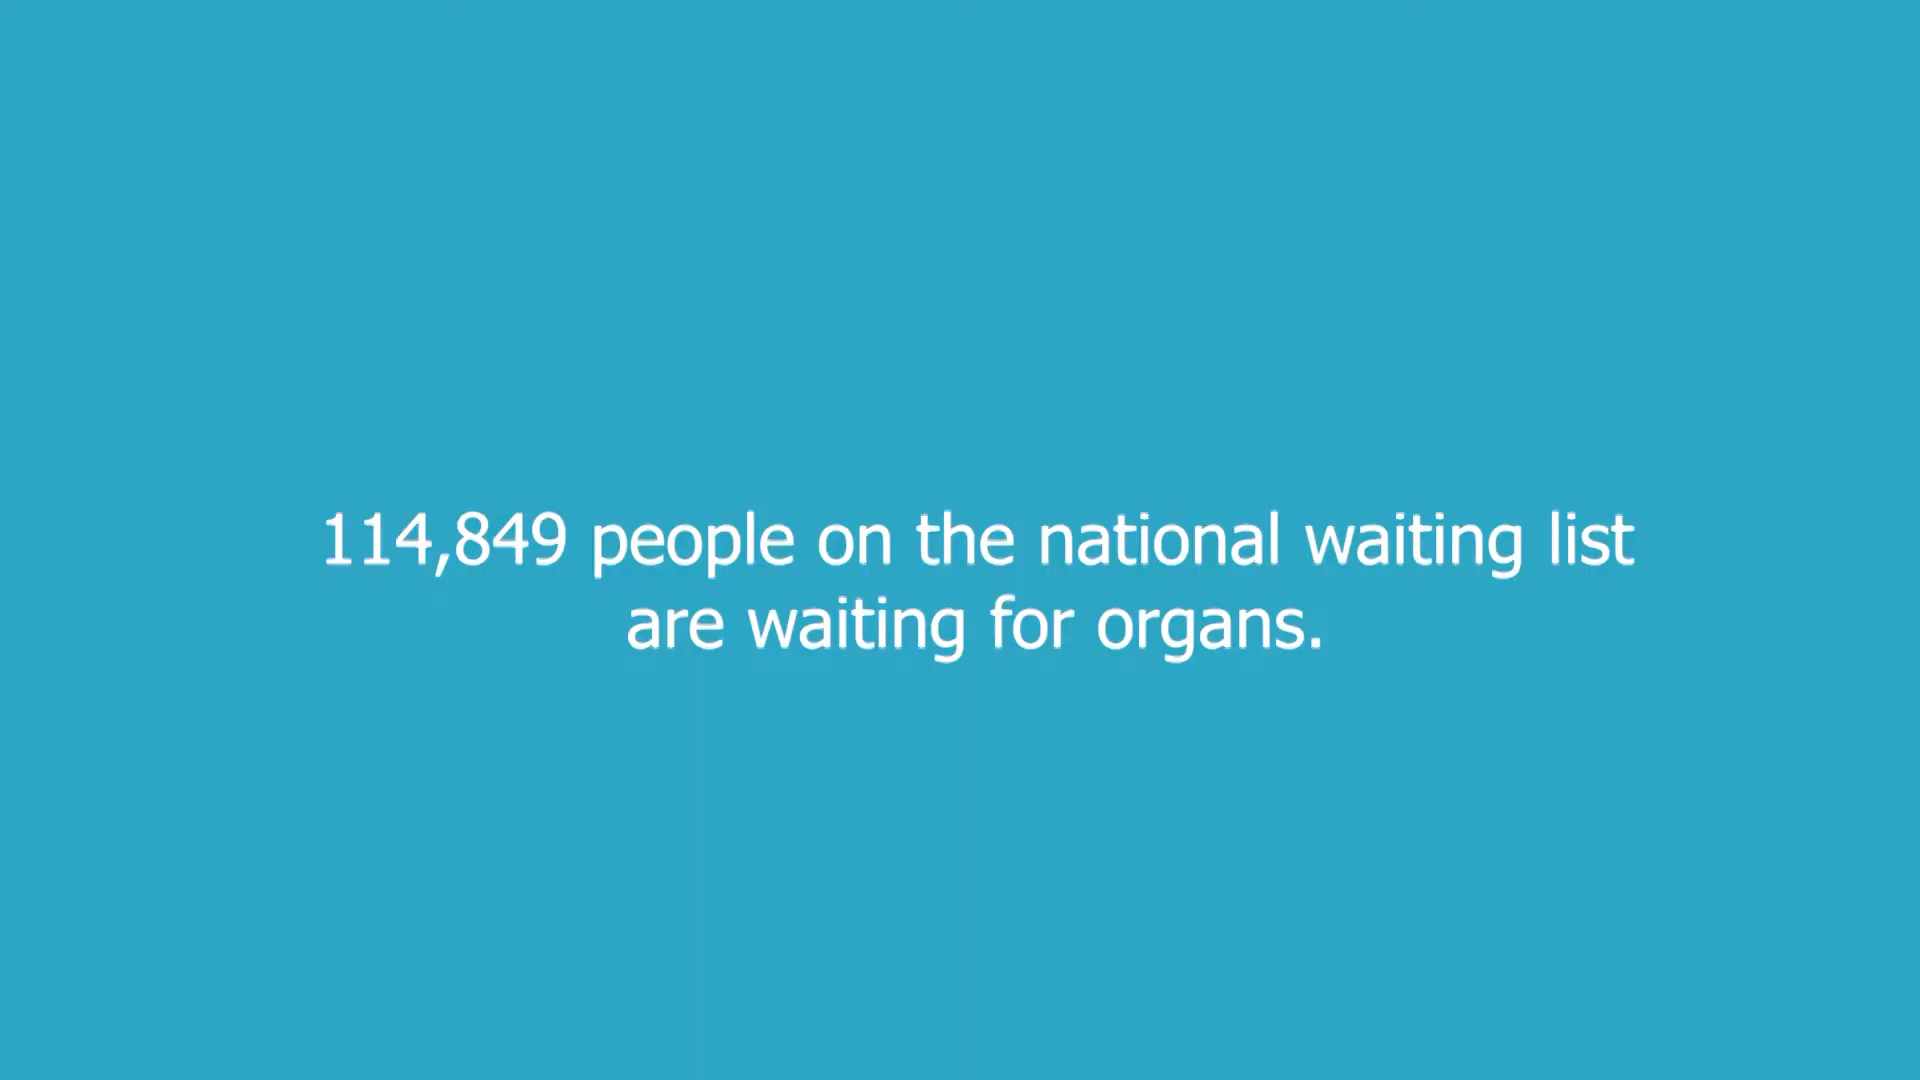 114,849 people on the national waiting list
are waiting for organs.